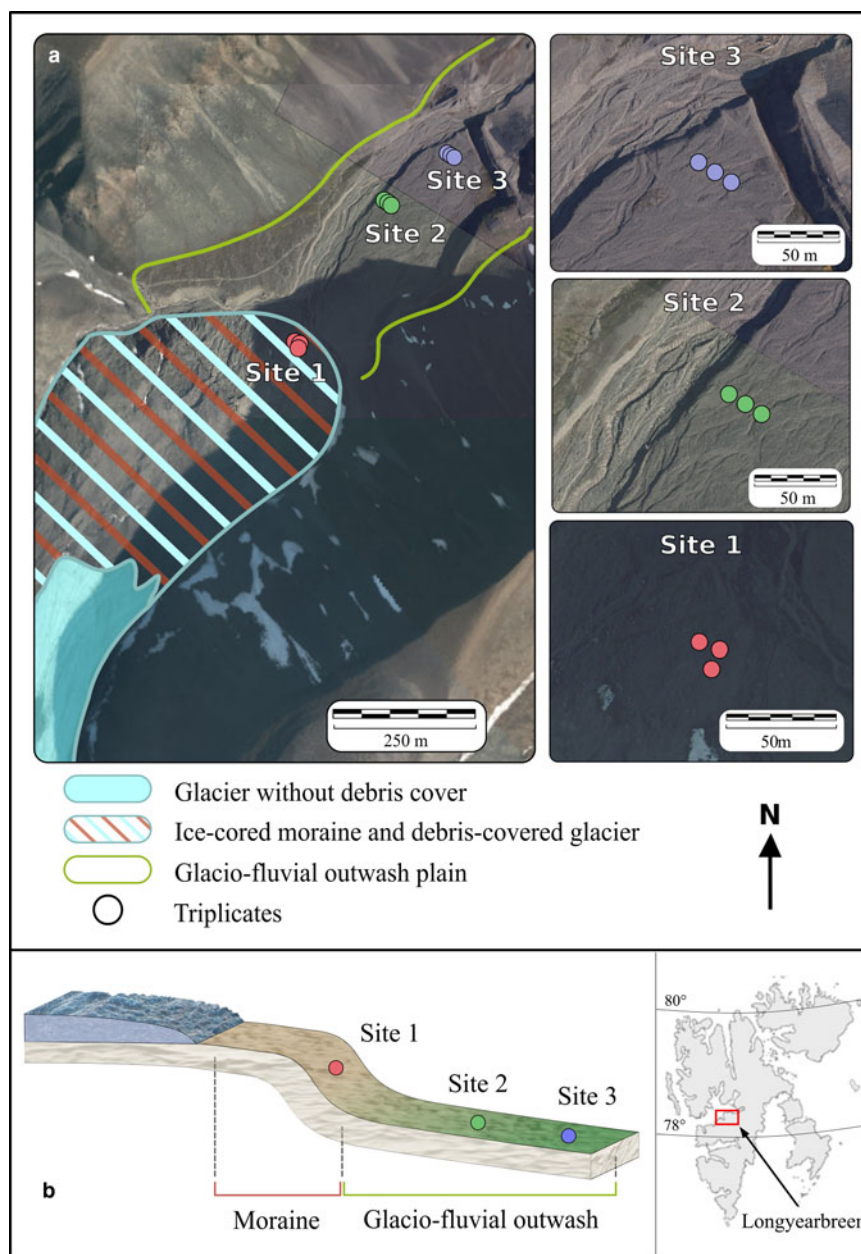 a
Site 3
Site 2
Site 1
250 m
Site 3
50 m
Site 2
50 m
Site 1
50m
Glacier without debris cover
Ice-cored moraine and debris-covered glacier
Glacio-fluvial outwash plain
Triplicates
N
Site 1
Site 2
Site 3
b
Moraine
Glacio-fluvial outwash
80°
78°
Longyearbreen